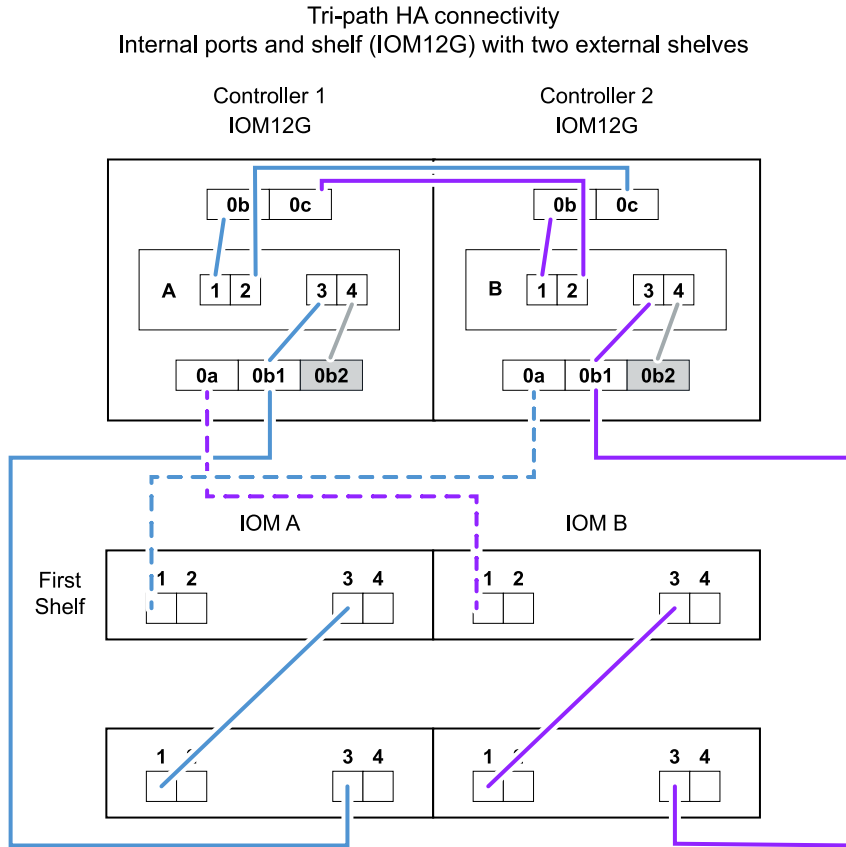 Tri-path HA connectivity
Internal ports and shelf (IOM12G) with two external shelves
Controller 1
IOM12G
Controller 2
IOM12G
0b 0c
0b 0c
A 1 2 3 4
B 1 2 3 4
0a 0b1 0b2
0a 0b1 0b2
IOM A
IOM B
First
Shelf
1 2 3 4
1 2 3 4
1 3 4
1 3 4